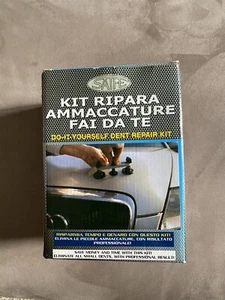 KIT RIPARA
AMMACCATURE
FAI DA TE
DO-IT-YOURSELF DENT REPAIR KIT
RISPARMIA TEMPO E DENARO CON QUESTO KIT!
ELIMINA LE PICCOLE AMMACCATURE, CON RISULTATO
PROFESSIONALE!
SAVE MONEY AND TIME WITH THIS KIT!
ELIMINATE ALL SMALL DENTS, WITH PROFESSIONAL RESULT!